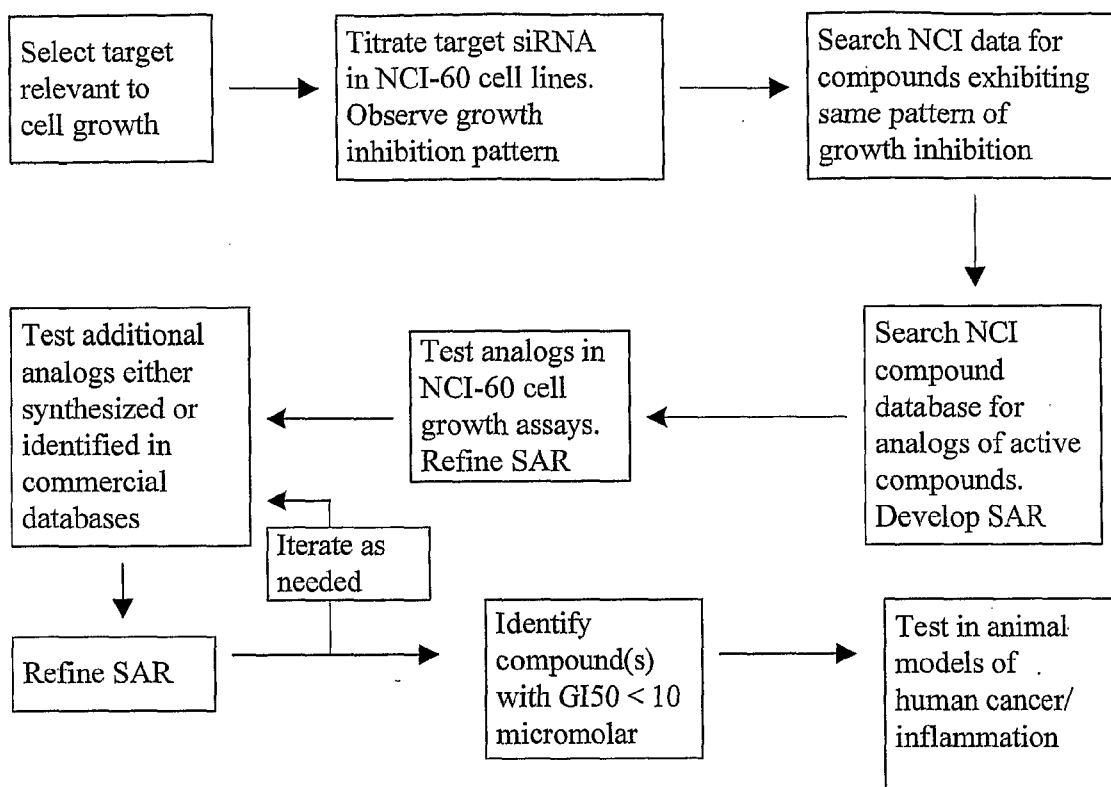 Select target
relevant to
cell growth
Titrate target siRNA
in NCI-60 cell lines.
Observe growth
inhibition pattern
Search NCI data for
compounds exhibiting
same pattern of
growth inhibition
Search NCI
compound
database for
analogs of active
compounds.
Develop SAR
Test analogs in
NCI-60 cell
growth assays.
Refine SAR
Test additional
analogs either
synthesized or
identified in
commercial
databases
Iterate as
needed
Refine SAR
Identify
compound(s)
with GI50 < 10
micromolar
Test in animal
models of
human cancer/
inflammation